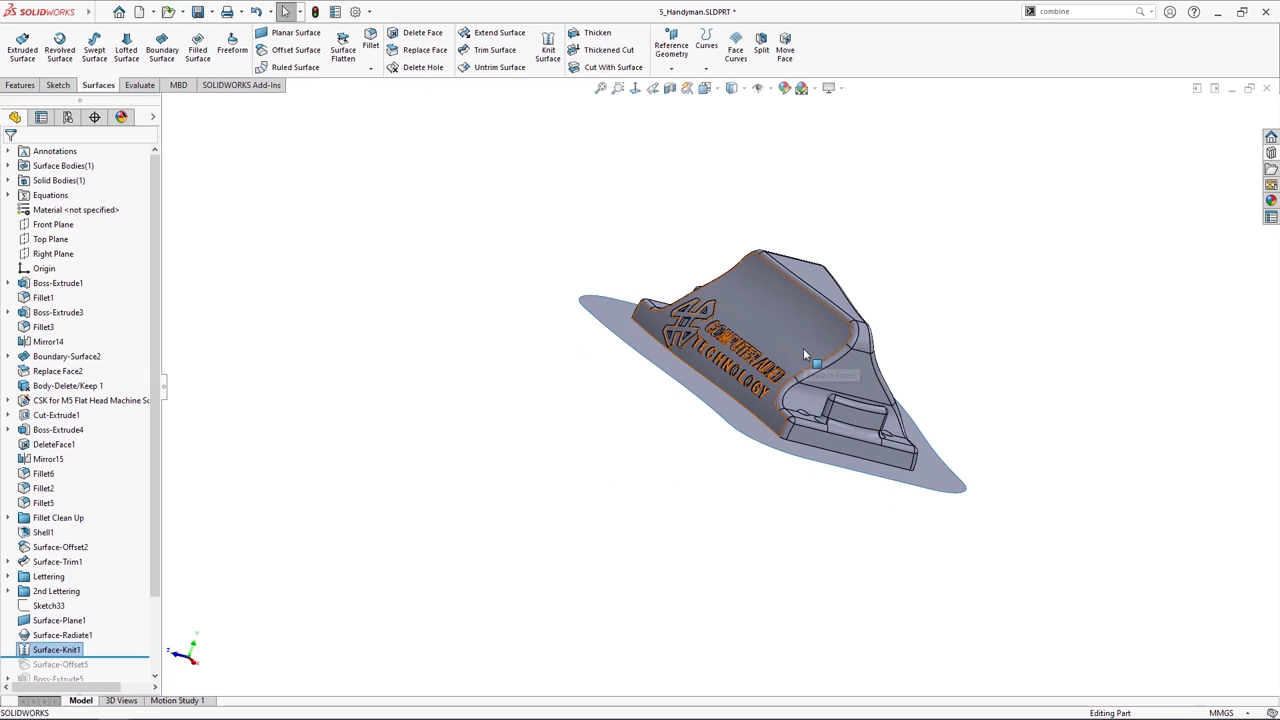 SOLIDWORKS
S_Handyman.SLDPRT *
combine
Extruded Surface
Revolved Surface
Swept Surface
Lofted Surface
Boundary Surface
Filled Surface
Freeform
Planar Surface
Offset Surface
Ruled Surface
Surface Flatten
Fillet
Delete Face
Replace Face
Delete Hole
Extend Surface
Trim Surface
Untrim Surface
Knit Surface
Thicken
Thickened Cut
Cut With Surface
Reference Geometry
Curves
Face Curves
Split
Move Face
Features
Sketch
Surfaces
Evaluate
MBD
SOLIDWORKS Add-Ins
Annotations
Surface Bodies(1)
Solid Bodies(1)
Equations
Material <not specified>
Front Plane
Top Plane
Right Plane
Origin
Boss-Extrude1
Fillet1
Boss-Extrude3
Fillet3
Mirror14
Boundary-Surface2
Replace Face2
Body-Delete/Keep 1
CSK for M5 Flat Head Machine Sc
Cut-Extrude1
Boss-Extrude4
DeleteFace1
Mirror15
Fillet6
Fillet2
Fillet5
Fillet Clean Up
Shell1
Surface-Offset2
Surface-Trim1
Lettering
2nd Lettering
Sketch33
Surface-Plane1
Surface-Radiate1
Surface-Knit1
Surface-Offset5
Boss-Extrude5
COMPUTER AIDED
TECHNOLOGY
Replace Face2
Y
Z
X
Model
3D Views
Motion Study 1
SOLIDWORKS
Editing Part
MMGS